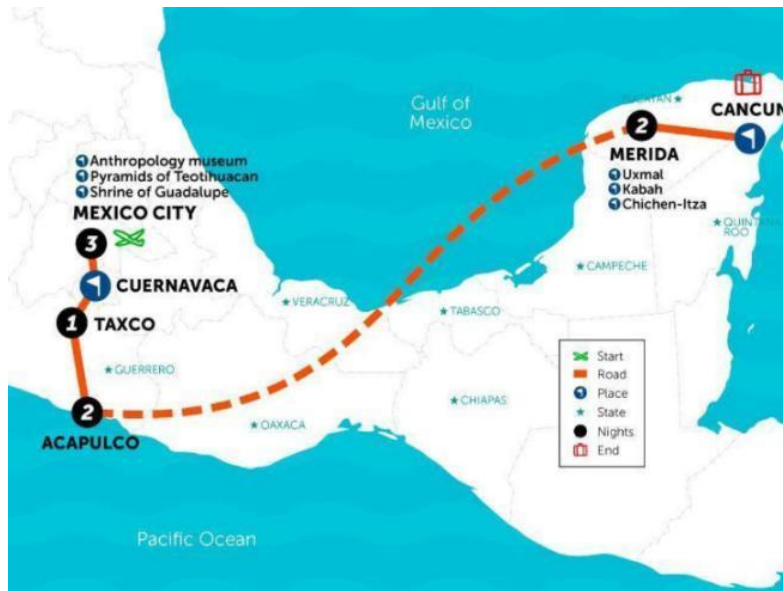 Gulf of
Mexico
CANCUN
2
MERIDA
Uxmal
Kabah
Chichen-Itza
Anthropology museum
Pyramids of Teotihuacan
Shrine of Guadalupe
MEXICO CITY
3
CUERNAVACA
1
TAXCO
GUERRERO
2
ACAPULCO
VERACRUZ
TABASCO
CAMPECHE
QUINTANA
ROO
OAXACA
CHIAPAS
Start
Road
Place
State
Nights
End
Pacific Ocean